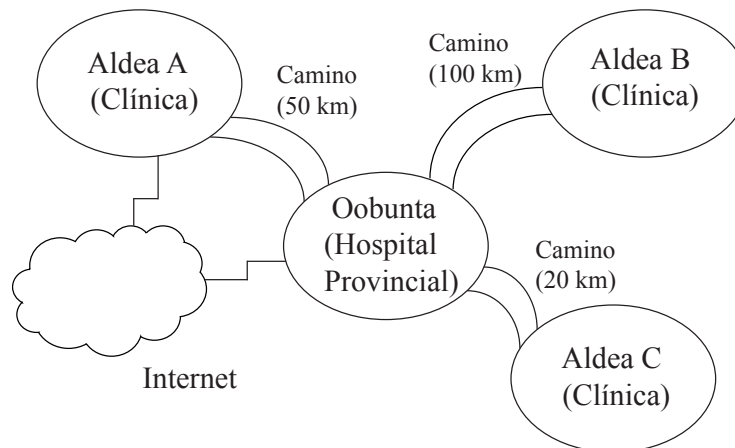 Aldea A
(Clínica)
Camino
(50 km)
Camino
(100 km)
Aldea B
(Clínica)
Oobunta
(Hospital
Provincial)
Camino
(20 km)
Internet
Aldea C
(Clínica)